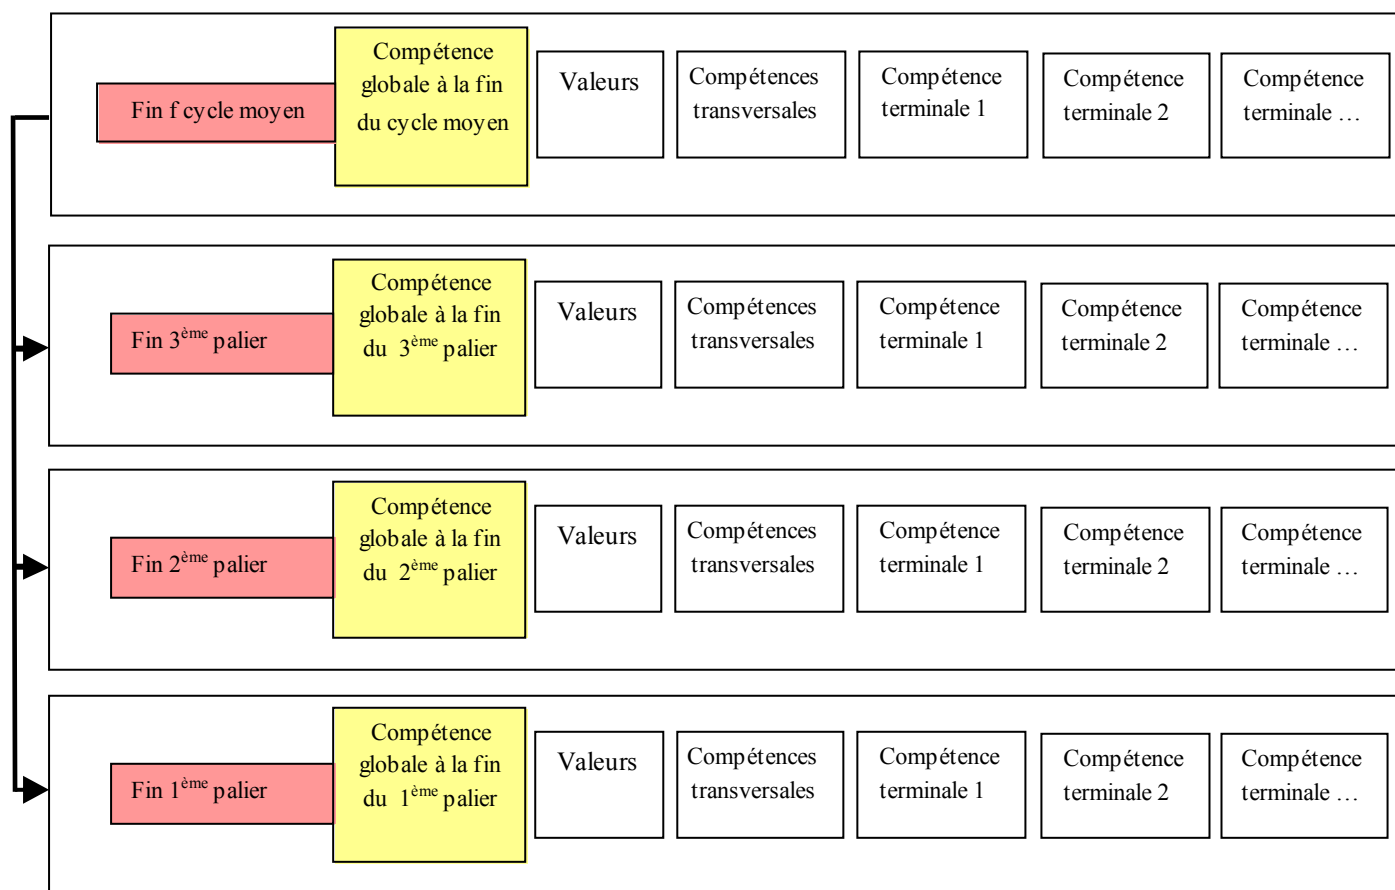 Fin f cycle moyen
Compétence
globale à la fin
du cycle moyen
Valeurs
Compétences
transversales
Compétence
terminale 1
Compétence
terminale 2
Compétence
terminale …
Fin 3ème palier
Compétence
globale à la fin
du 3ème palier
Valeurs
Compétences
transversales
Compétence
terminale 1
Compétence
terminale 2
Compétence
terminale …
Fin 2ème palier
Compétence
globale à la fin
du 2ème palier
Valeurs
Compétences
transversales
Compétence
terminale 1
Compétence
terminale 2
Compétence
terminale …
Fin 1ème palier
Compétence
globale à la fin
du 1ème palier
Valeurs
Compétences
transversales
Compétence
terminale 1
Compétence
terminale 2
Compétence
terminale …